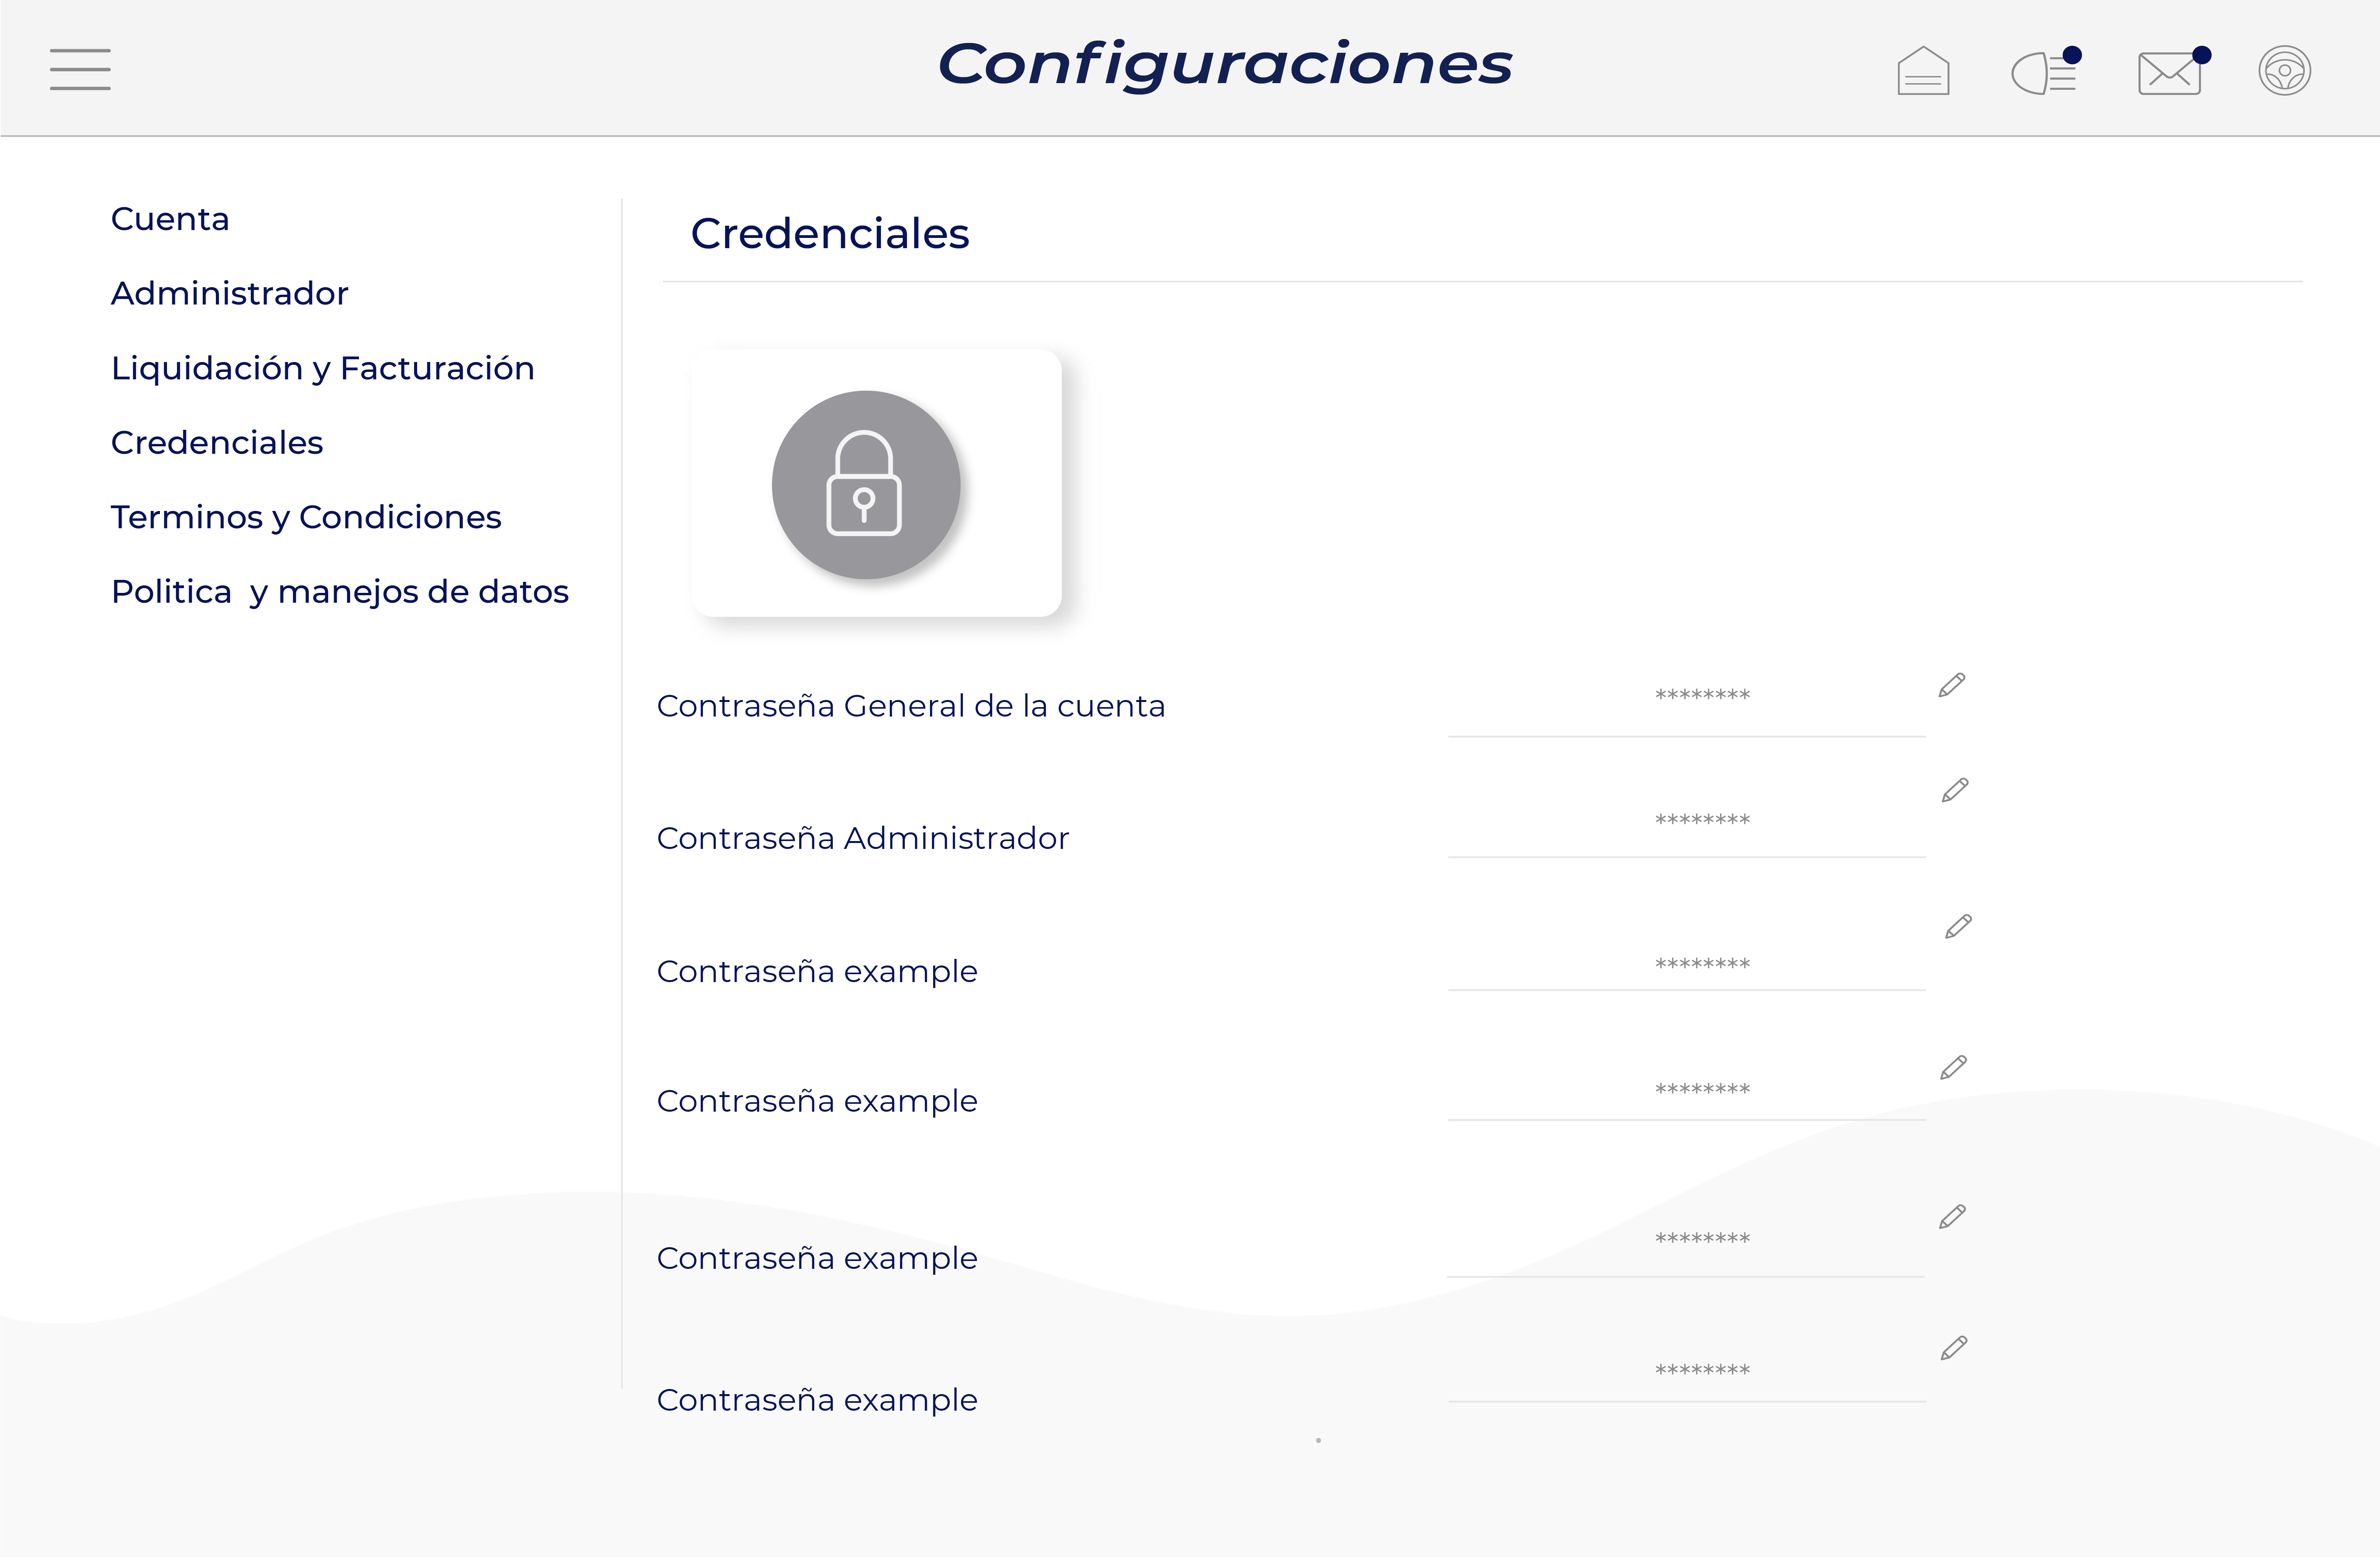 Configuraciones
Cuenta
Administrador
Liquidación y Facturación
Credenciales
Terminos y Condiciones
Politica  y manejos de datos
Credenciales
Contraseña General de la cuenta
********
Contraseña Administrador
********
Contraseña example
********
Contraseña example
********
Contraseña example
********
Contraseña example
********